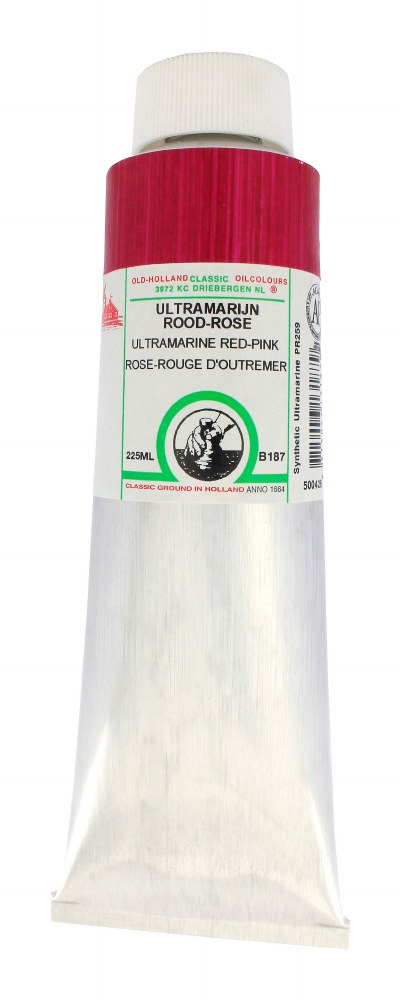 OLD-HOLLAND CLASSIC OILCOLOURS
3972 KC DRIEBERGEN NL ®
ULTRAMARIJN
ROOD-ROSE
ULTRAMARINE RED-PINK
ROSE-ROUGE D'OUTREMER
225ML
B187
CLASSIC GROUND IN HOLLAND ANNO 1664
Synthetic Ultramarine PR259